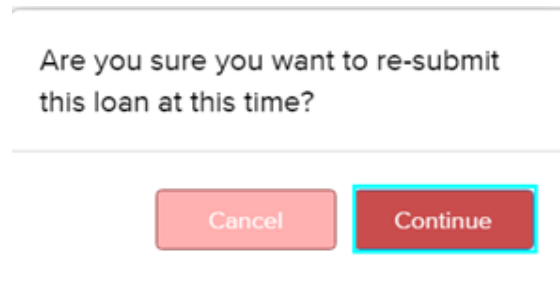 Are you sure you want to re-submit
this loan at this time?
Cancel
Continue